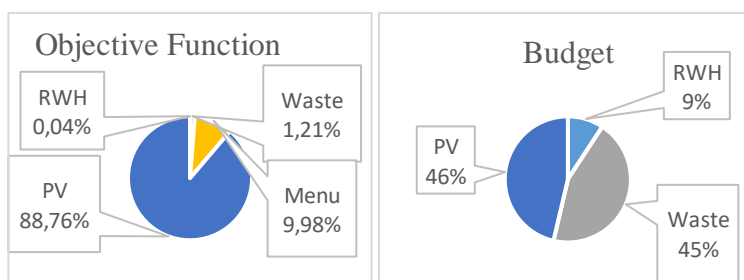 Objective Function
RWH
0,04%
Waste
1,21%
PV
88,76%
Menu
9,98%
Budget
RWH
9%
PV
46%
Waste
45%